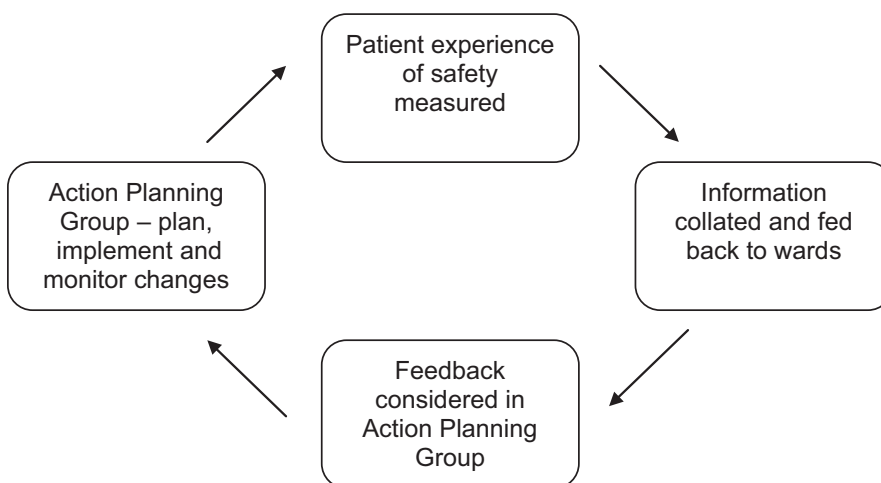 Patient experience
of safety
measured
Information
collated and fed
back to wards
Feedback
considered in
Action Planning
Group
Action Planning
Group – plan,
implement and
monitor changes